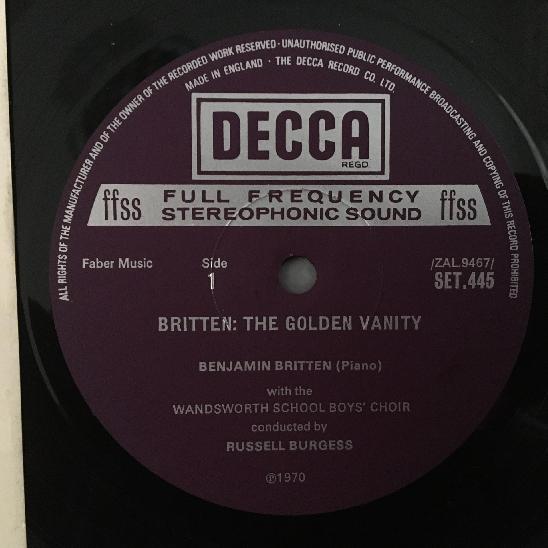 ALL RIGHTS OF THE MANUFACTURER AND OF THE OWNER OF THE RECORDED WORK RESERVED · UNAUTHORISED PUBLIC PERFORMANCE BROADCASTING AND COPYING OF THIS RECORD PROHIBITED
MADE IN ENGLAND · THE DECCA RECORD CO. LTD.
DECCA
REGD.
ffss FULL FREQUENCY ffss
STEREOPHONIC SOUND
Faber Music Side /ZAL.9467/
1 SET.445
BRITTEN: THE GOLDEN VANITY
BENJAMIN BRITTEN (Piano)
with the
WANDSWORTH SCHOOL BOYS' CHOIR
conducted by
RUSSELL BURGESS
℗1970